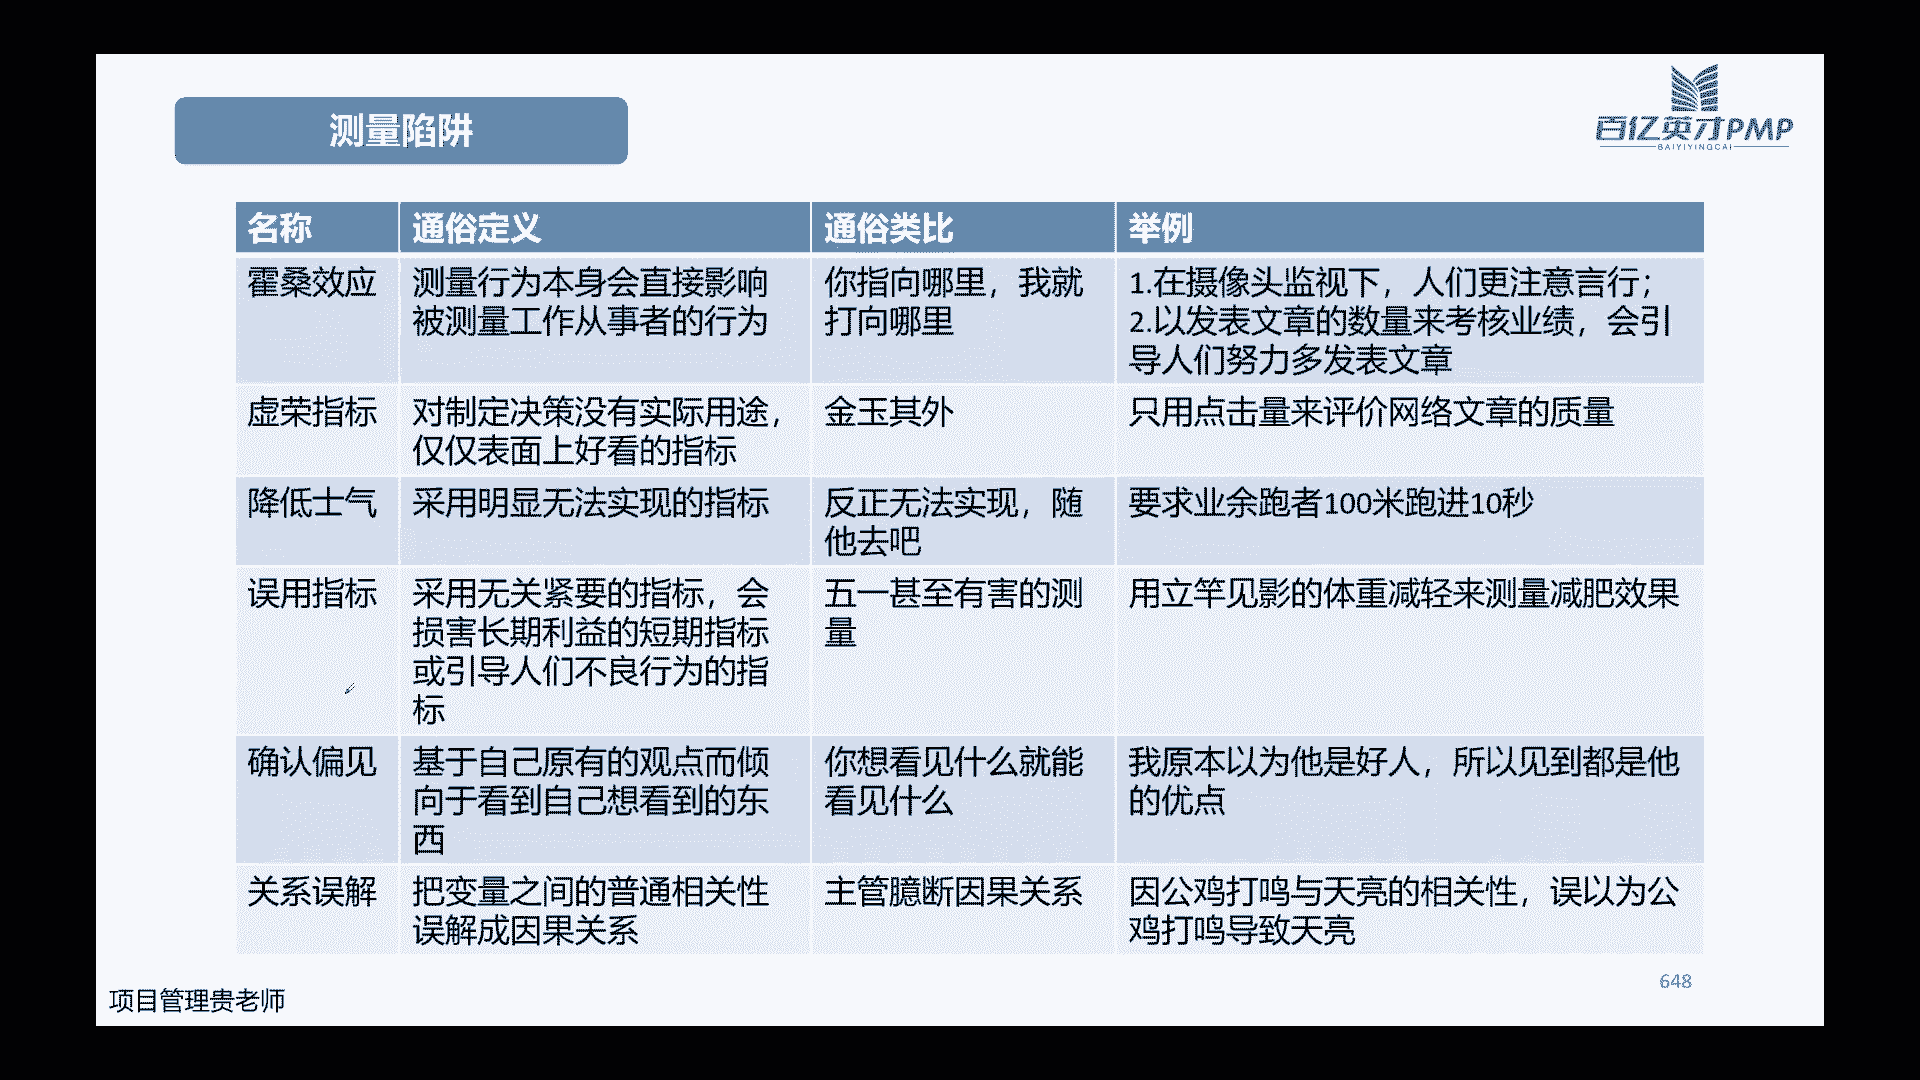 测量陷阱
百亿英才PMP
BAIYIYINGCAI
名称 通俗定义 通俗类比 举例
霍桑效应 测量行为本身会直接影响 你指向哪里，我就 1.在摄像头监视下，人们更注意言行；
被测量工作从事者的行为 打向哪里 2.以发表文章的数量来考核业绩，会引
导人们努力多发表文章
虚荣指标 对制定决策没有实际用途， 金玉其外 只用点击量来评价网络文章的质量
仅仅表面上好看的指标
降低士气 采用明显无法实现的指标 反正无法实现，随 要求业余跑者100米跑进10秒
他去吧
误用指标 采用无关紧要的指标，会 五一甚至有害的测 用立竿见影的体重减轻来测量减肥效果
损害长期利益的短期指标 量
或引导人们不良行为的指
标
确认偏见 基于自己原有的观点而倾 你想看见什么就能 我原本以为他是好人，所以见到都是他
向于看到自己想看到的东 看见什么 的优点
西
关系误解 把变量之间的普通相关性 主管臆断因果关系 因公鸡打鸣与天亮的相关性，误以为公
误解成因果关系 鸡打鸣导致天亮
648
项目管理贵老师